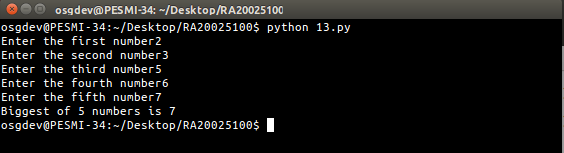 osgdev@PESMI-34: ~/Desktop/RA20025100
osgdev@PESMI-34:~/Desktop/RA20025100$ python 13.py
Enter the first number2
Enter the second number3
Enter the third number5
Enter the fourth number6
Enter the fifth number7
Biggest of 5 numbers is 7
osgdev@PESMI-34:~/Desktop/RA20025100$